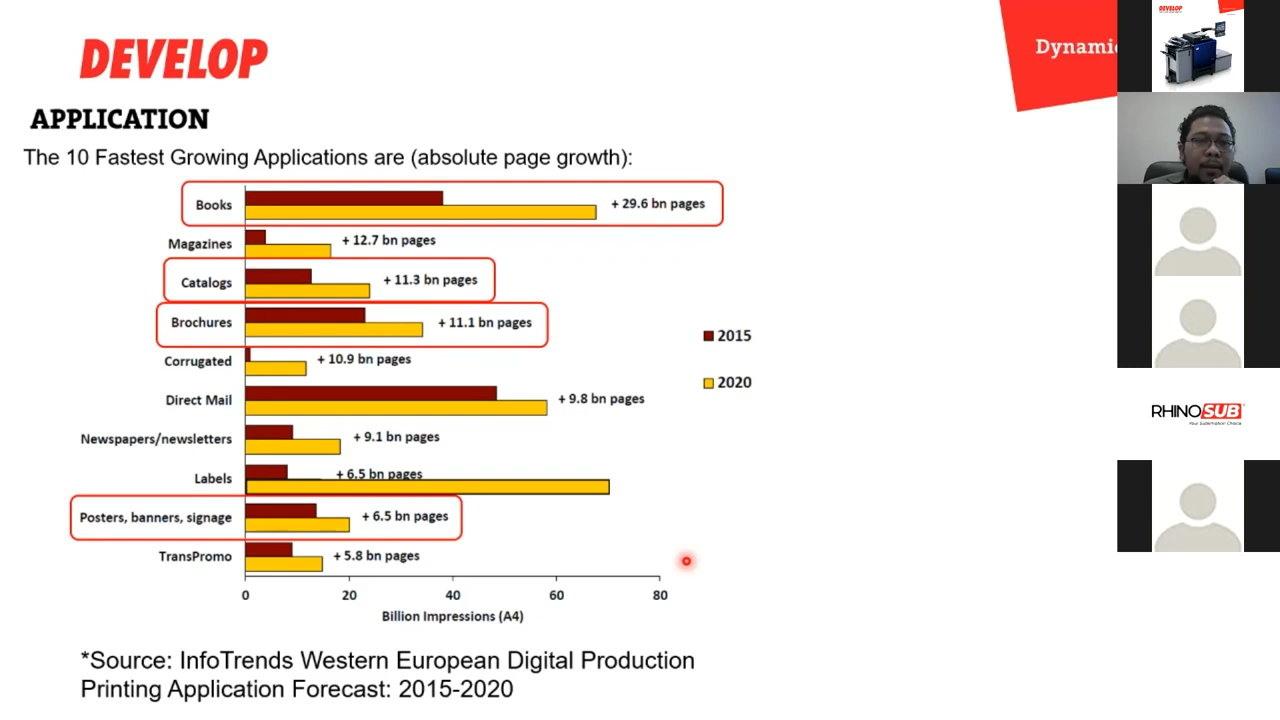 DEVELOP
Dynamic
APPLICATION
The 10 Fastest Growing Applications are (absolute page growth):
Books
+ 29.6 bn pages
Magazines
+ 12.7 bn pages
Catalogs
+ 11.3 bn pages
Brochures
+ 11.1 bn pages
2015
Corrugated
+ 10.9 bn pages
2020
Direct Mail
+ 9.8 bn pages
Newspapers/newsletters
+ 9.1 bn pages
Labels
+ 6.5 bn pages
Posters, banners, signage
+ 6.5 bn pages
TransPromo
+ 5.8 bn pages
0 20 40 60 80
Billion Impressions (A4)
*Source: InfoTrends Western European Digital Production
Printing Application Forecast: 2015-2020
DEVELOP
RHINOSUB
Your Sublimation Choice